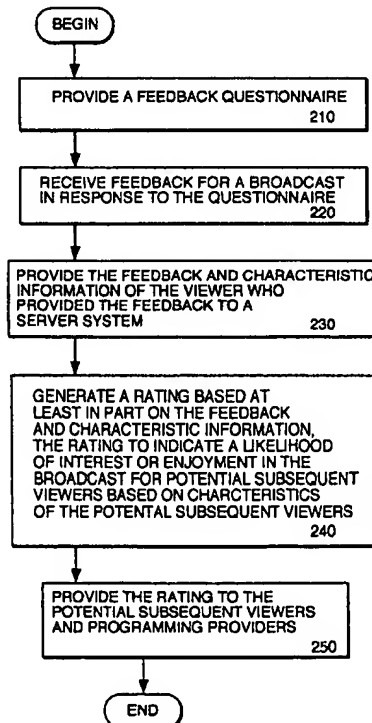 BEGIN
PROVIDE A FEEDBACK QUESTIONNAIRE
210
RECEIVE FEEDBACK FOR A BROADCAST
IN RESPONSE TO THE QUESTIONNAIRE
220
PROVIDE THE FEEDBACK AND CHARACTERISTIC
INFORMATION OF THE VIEWER WHO
PROVIDED THE FEEDBACK TO A
SERVER SYSTEM
230
GENERATE A RATING BASED AT
LEAST IN PART ON THE FEEDBACK
AND CHARACTERISTIC INFORMATION,
THE RATING TO INDICATE A LIKELIHOOD
OF INTEREST OR ENJOYMENT IN THE
BROADCAST FOR POTENTIAL SUBSEQUENT
VIEWERS BASED ON CHARCTERISTICS
OF THE POTENTAL SUBSEQUENT VIEWERS
240
PROVIDE THE RATING TO THE
POTENTIAL SUBSEQUENT VIEWERS
AND PROGRAMMING PROVIDERS
250
END